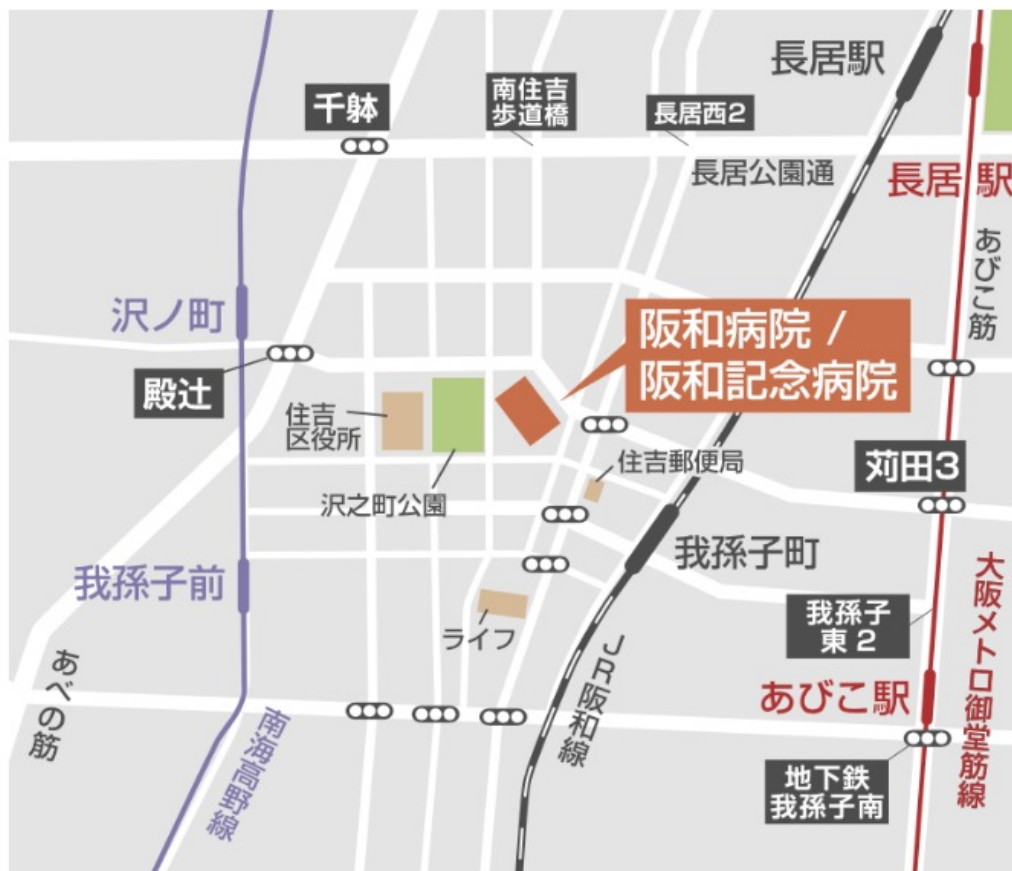 長居駅
千躰
南住吉
歩道橋
長居西2
長居公園通
長居駅
あびこ筋
沢ノ町
阪和病院 /
阪和記念病院
殿辻
住吉
区役所
住吉郵便局
苅田3
沢之町公園
我孫子町
我孫子前
大阪メトロ御堂筋線
我孫子
東2
ライフ
JR阪和線
あべの筋
あびこ駅
南海高野線
地下鉄
我孫子南